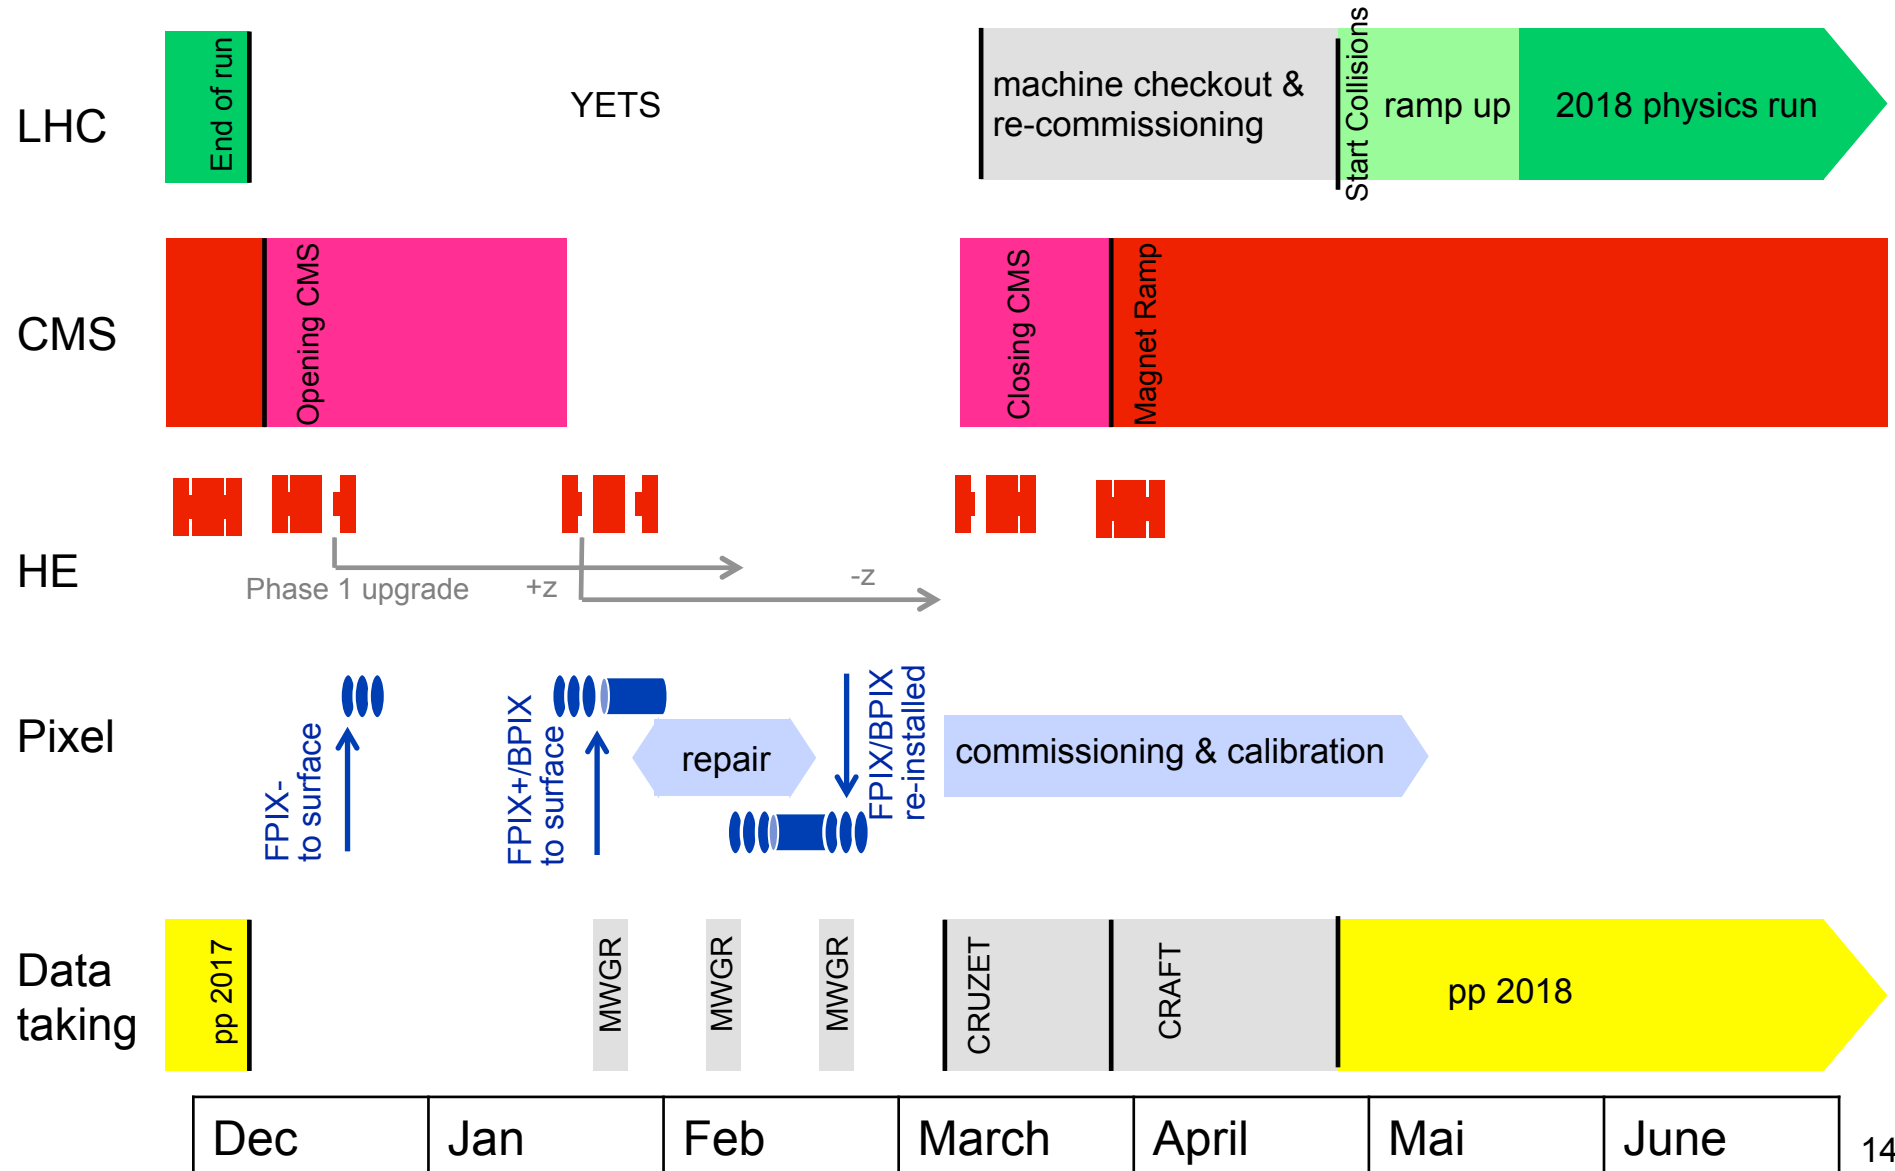 LHC
End of run
YETS
machine checkout &
re-commissioning
Start Collisions
ramp up
2018 physics run
CMS
Opening CMS
Closing CMS
Magnet Ramp
HE
Phase 1 upgrade
+z
-z
Pixel
FPIX-
to surface
FPIX+/BPIX
to surface
repair
FPIX/BPIX
re-installed
commissioning & calibration
Data
taking
pp 2017
MWGR
MWGR
MWGR
CRUZET
CRAFT
pp 2018
Dec
Jan
Feb
March
April
Mai
June
14